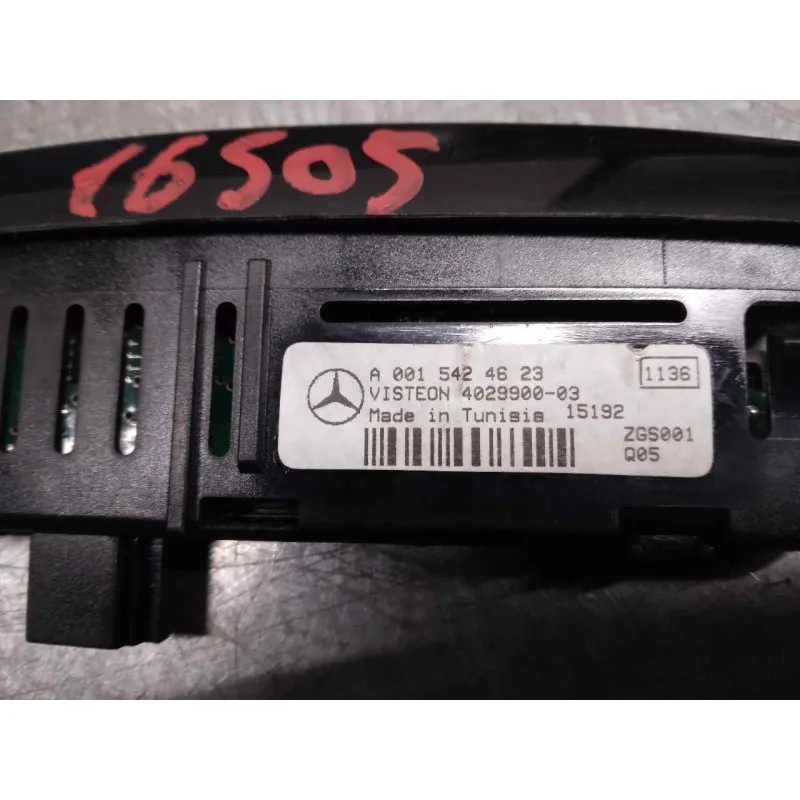 16505
A 001 542 46 23 1136
VISTEON 4029900-03
Made in Tunisia 15192
ZGS001
Q05